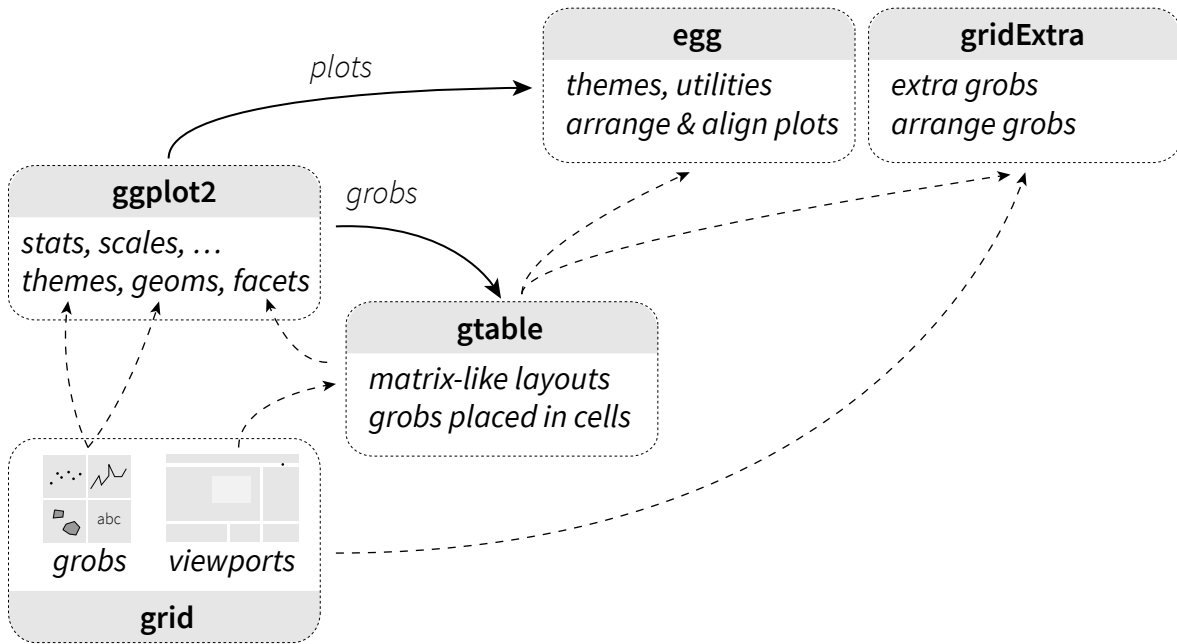 egg
themes, utilities
arrange & align plots
gridExtra
extra grobs
arrange grobs
plots
ggplot2
stats, scales, …
themes, geoms, facets
grobs
gtable
matrix-like layouts
grobs placed in cells
abc
grobs
viewports
grid